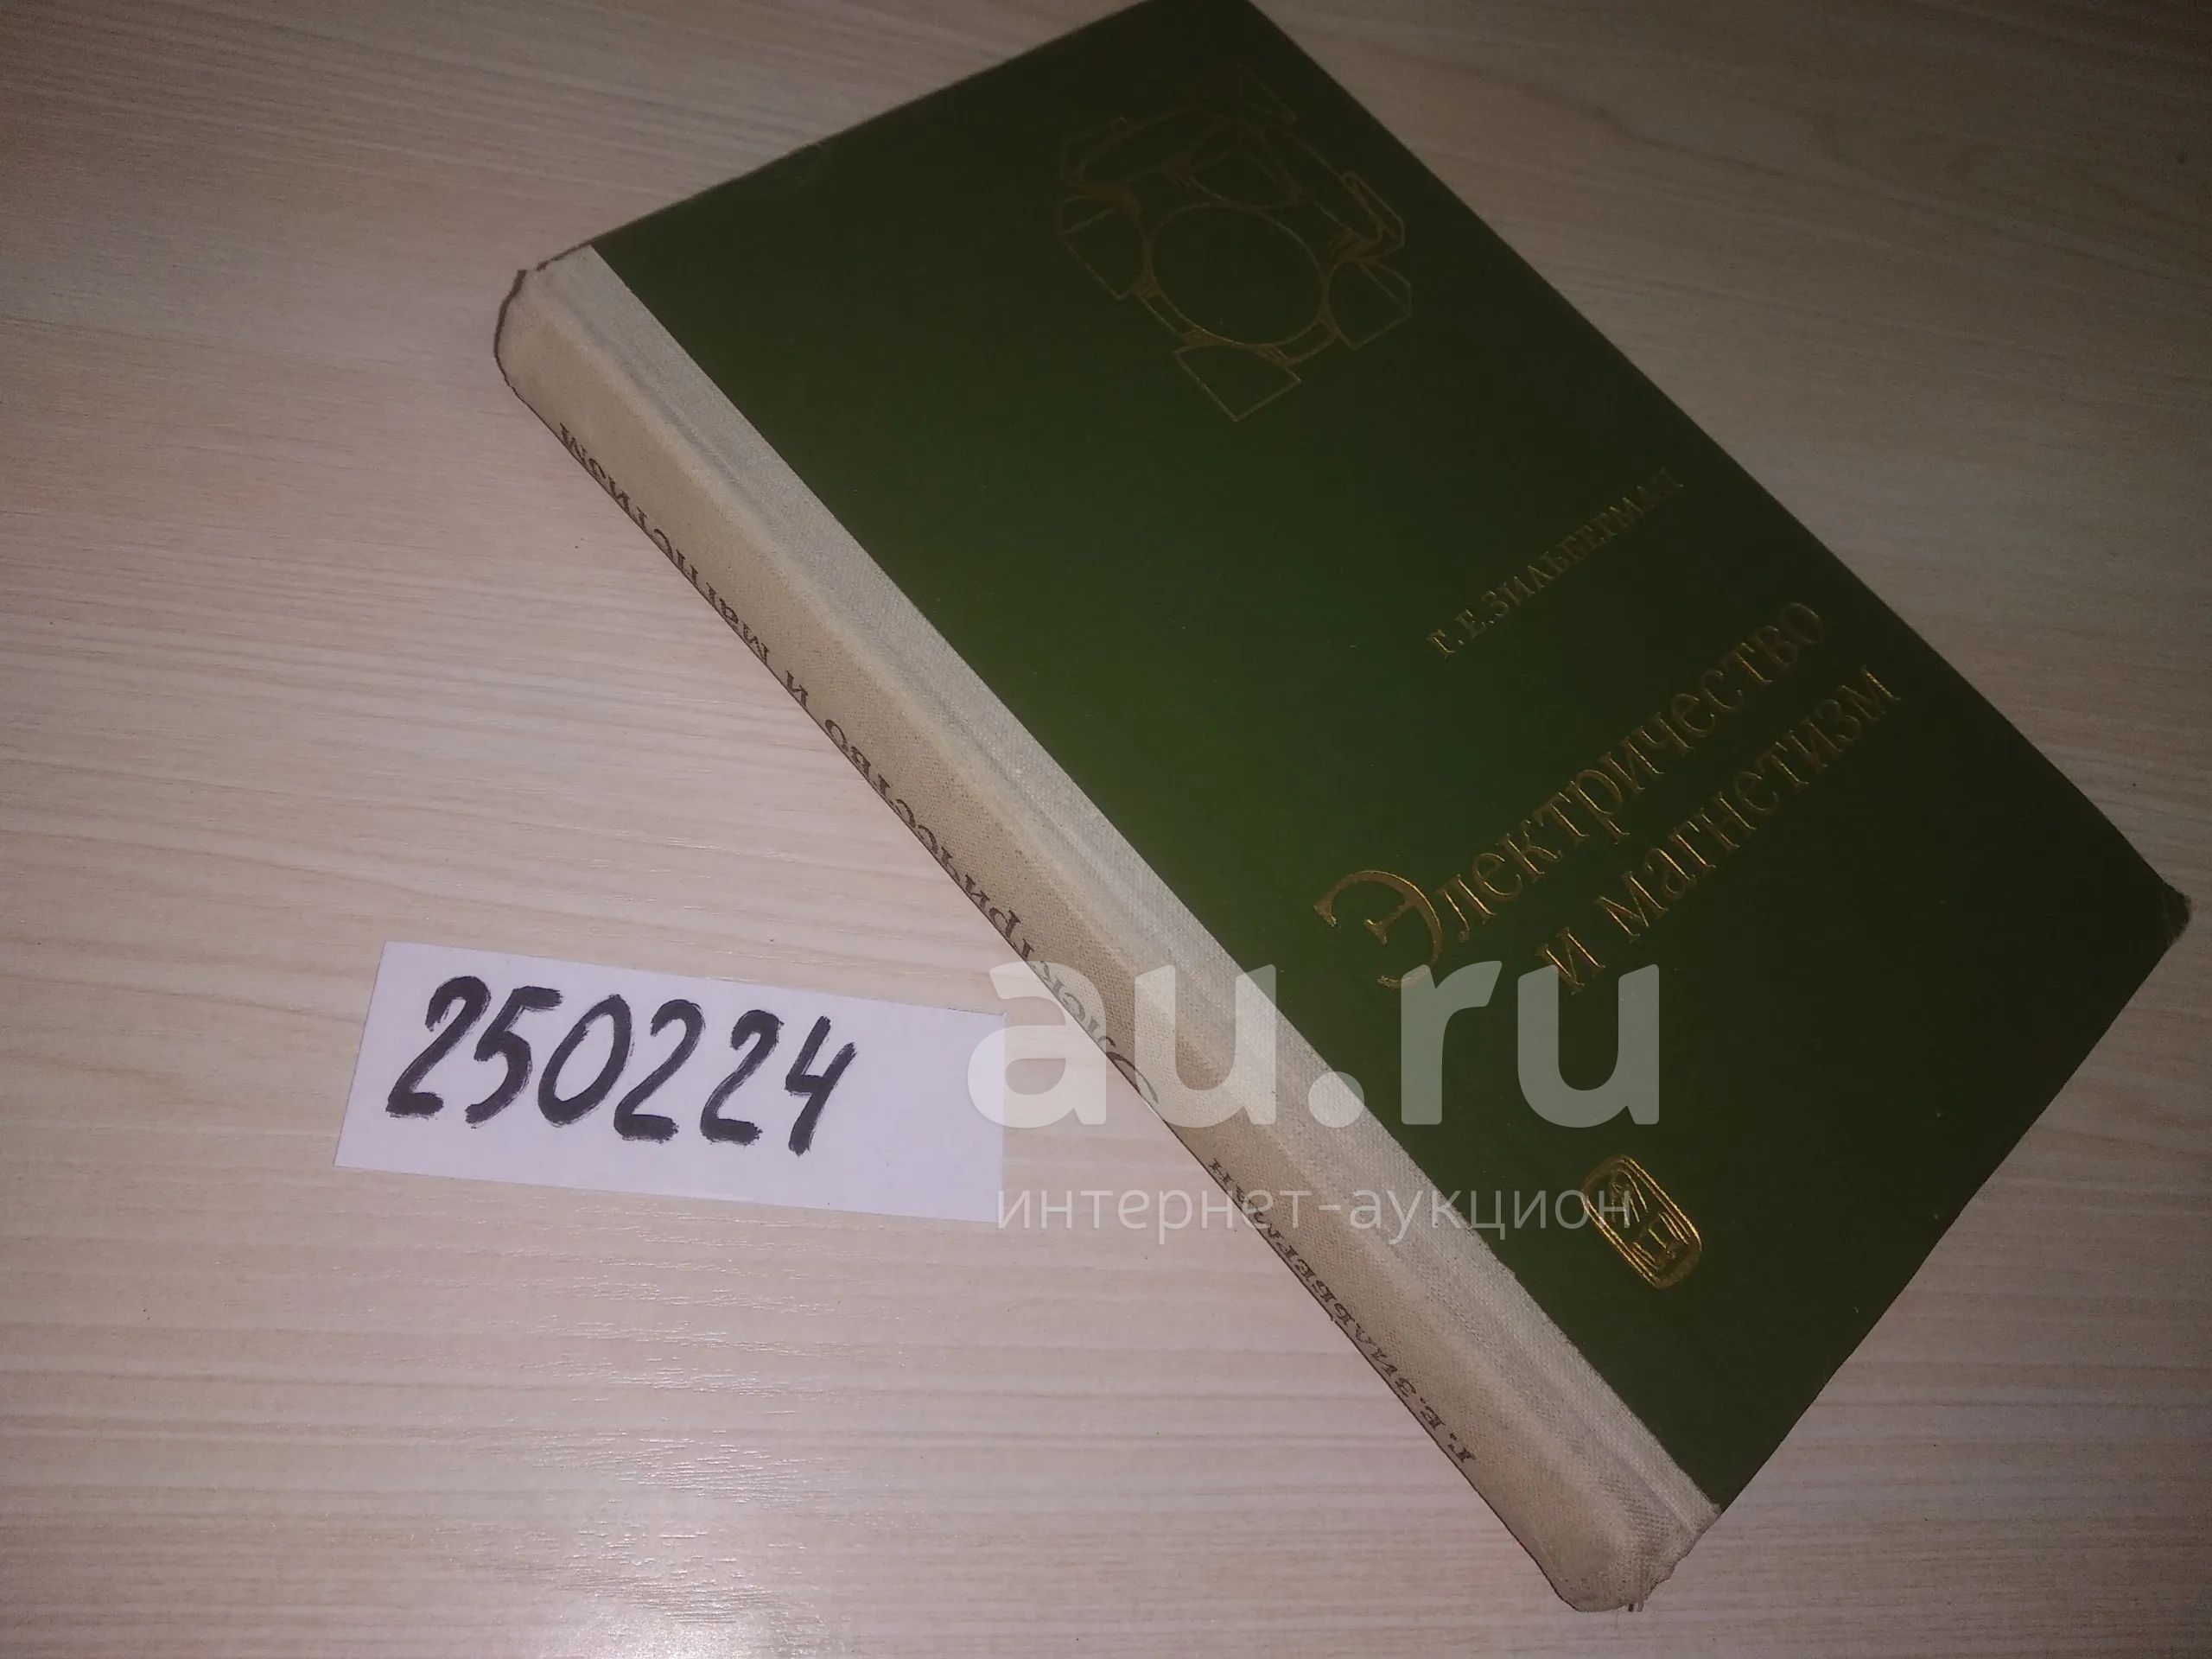 Г. Е. ЗИЛЬБЕРМАН
Электричество
и магнетизм
Г. Е. ЗИЛЬБЕРМАН Электричество и магнетизм
250224
au.ru
интернет-аукцион